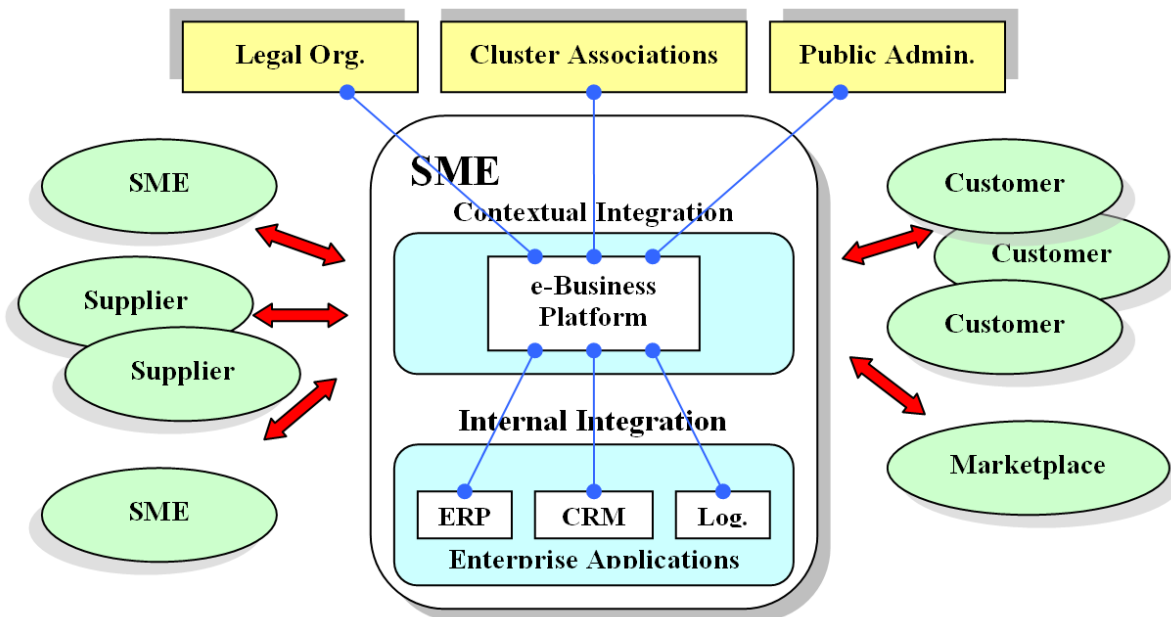 Legal Org.
Cluster Associations
Public Admin.
SME
SME
Customer
Contextual Integration
Customer
Supplier
e-Business
Platform
Customer
Supplier
Internal Integration
Marketplace
SME
ERP
CRM
Log.
Enterprise Applications